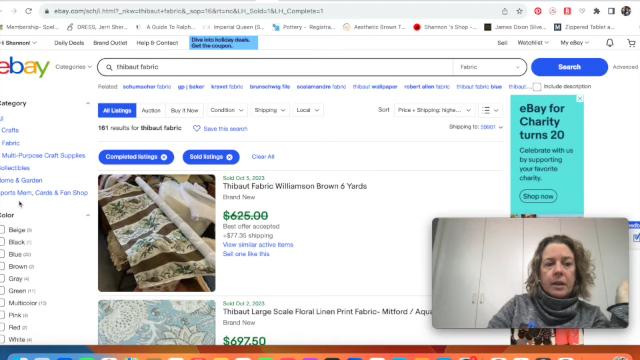 ebay.com/sch/i.html?_nkw=thibaut+fabric&_sop=16&rt=nc&LH_Sold=1&LH_Complete=1
Membership- Spell... DRESS, Jerri Sher... A Guide To Ralph... Imperial Queen (S... Pottery - Registra... Aesthetic Brown T... Shannon 's Shop -... James Dixon Silver... Zippered Tablet a...
Hi Shannon! Daily Deals Brand Outlet Help & Contact Dive into holiday deals. Get the coupon. Sell Watchlist My eBay
ebay Categories thibaut fabric Fabric Search Advanced
Related: schumacher fabric gp j baker kravet fabric brunschwig file scalamandre fabric thibaut wallpaper robert allen fabric thibaut fabric blue thibaut... Include description
Category
All Listings Auction Buy It Now Condition Shipping Local Sort Price + Shipping: highe...
161 results for thibaut fabric Save this search Shipping to: 59901
Completed listings Sold listings Clear All
Crafts
Fabric
Multi-Purpose Craft Supplies
Collectibles
Home & Garden
Sports Mem, Cards & Fan Shop
Color
Beige
Black
Blue
Brown
Gray
Green
Multicolor
Pink
Red
White
Sold Oct 5, 2023
Thibaut Fabric Williamson Brown 6 Yards
Brand New
$625.00
Best offer accepted
+$77.35 shipping
View similar active items
Sell one like this
Sold Oct 2, 2023
Thibaut Large Scale Floral Linen Print Fabric- Mitford / Aqua
Brand New
$697.50
eBay for
Charity
turns 20
Celebrate with
us by
supporting your
favorite charity.
Shop now